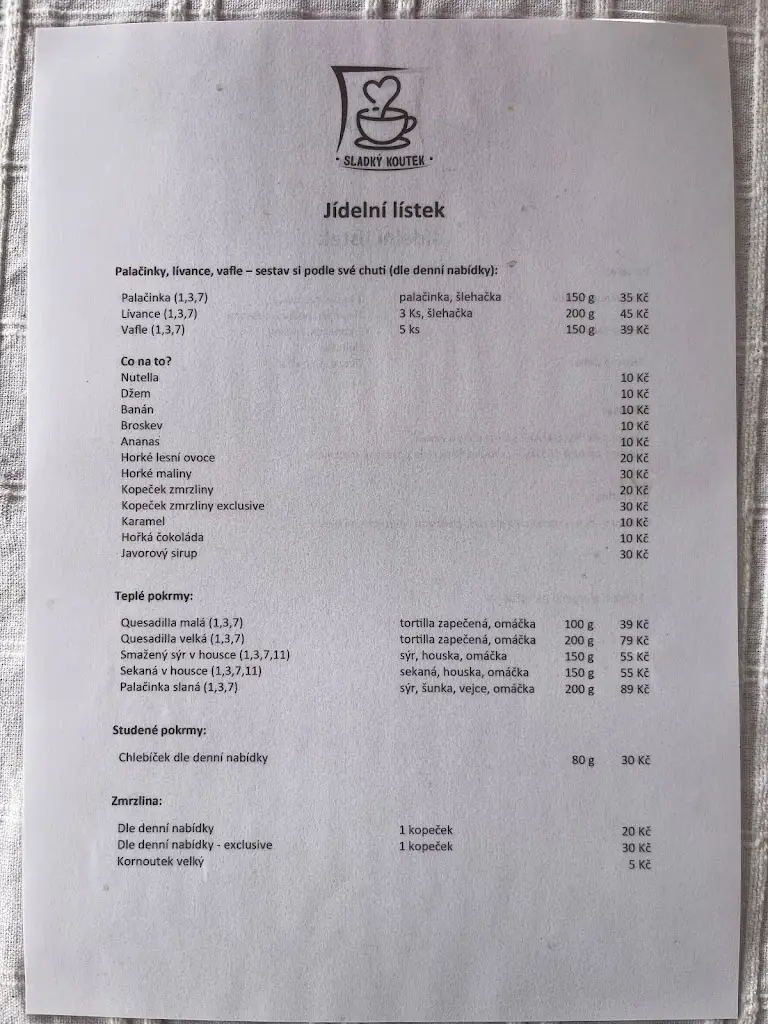 • SLADKÝ KOUTEK •
Jídelní lístek
Palačinky, lívance, vafle – sestav si podle své chuti (dle denní nabídky):
Palačinka (1,3,7) palačinka, šlehačka 150 g 35 Kč
Lívance (1,3,7) 3 Ks, šlehačka 200 g 45 Kč
Vafle (1,3,7) 5 ks 150 g 39 Kč
Co na to?
Nutella 10 Kč
Džem 10 Kč
Banán 10 Kč
Broskev 10 Kč
Ananas 10 Kč
Horké lesní ovoce 20 Kč
Horké maliny 30 Kč
Kopeček zmrzliny 20 Kč
Kopeček zmrzliny exclusive 30 Kč
Karamel 10 Kč
Hořká čokoláda 10 Kč
Javorový sirup 30 Kč
Teplé pokrmy:
Quesadilla malá (1,3,7) tortilla zapečená, omáčka 100 g 39 Kč
Quesadilla velká (1,3,7) tortilla zapečená, omáčka 200 g 79 Kč
Smažený sýr v housce (1,3,7,11) sýr, houska, omáčka 150 g 55 Kč
Sekaná v housce (1,3,7,11) sekaná, houska, omáčka 150 g 55 Kč
Palačinka slaná (1,3,7) sýr, šunka, vejce, omáčka 200 g 89 Kč
Studené pokrmy:
Chlebíček dle denní nabídky 80 g 30 Kč
Zmrzlina:
Dle denní nabídky 1 kopeček 20 Kč
Dle denní nabídky - exclusive 1 kopeček 30 Kč
Kornoutek velký 5 Kč